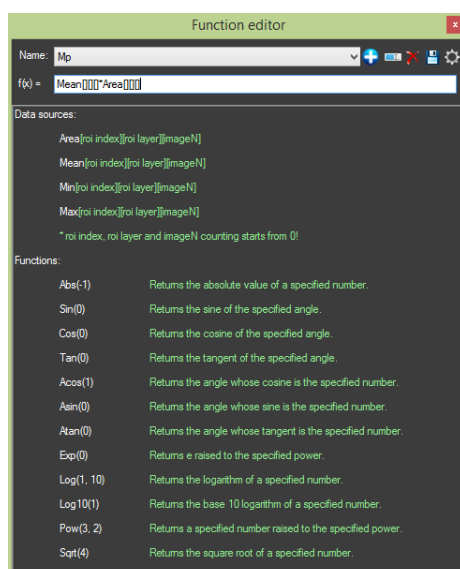 Function editor
x
Name: Mp
f(x) = Mean[][][]*Area[][][]
Data sources:
Area[roi index][roi layer][imageN]
Mean[roi index][roi layer][imageN]
Min[roi index][roi layer][imageN]
Max[roi index][roi layer][imageN]
* roi index, roi layer and imageN counting starts from 0!
Functions:
Abs(-1) Returns the absolute value of a specified number.
Sin(0) Returns the sine of the specified angle.
Cos(0) Returns the cosine of the specified angle.
Tan(0) Returns the tangent of the specified angle.
Acos(1) Returns the angle whose cosine is the specified number.
Asin(0) Returns the angle whose sine is the specified number.
Atan(0) Returns the angle whose tangent is the specified number.
Exp(0) Returns e raised to the specified power.
Log(1, 10) Returns the logarithm of a specified number.
Log10(1) Returns the base 10 logarithm of a specified number.
Pow(3, 2) Returns a specified number raised to the specified power.
Sqrt(4) Returns the square root of a specified number.